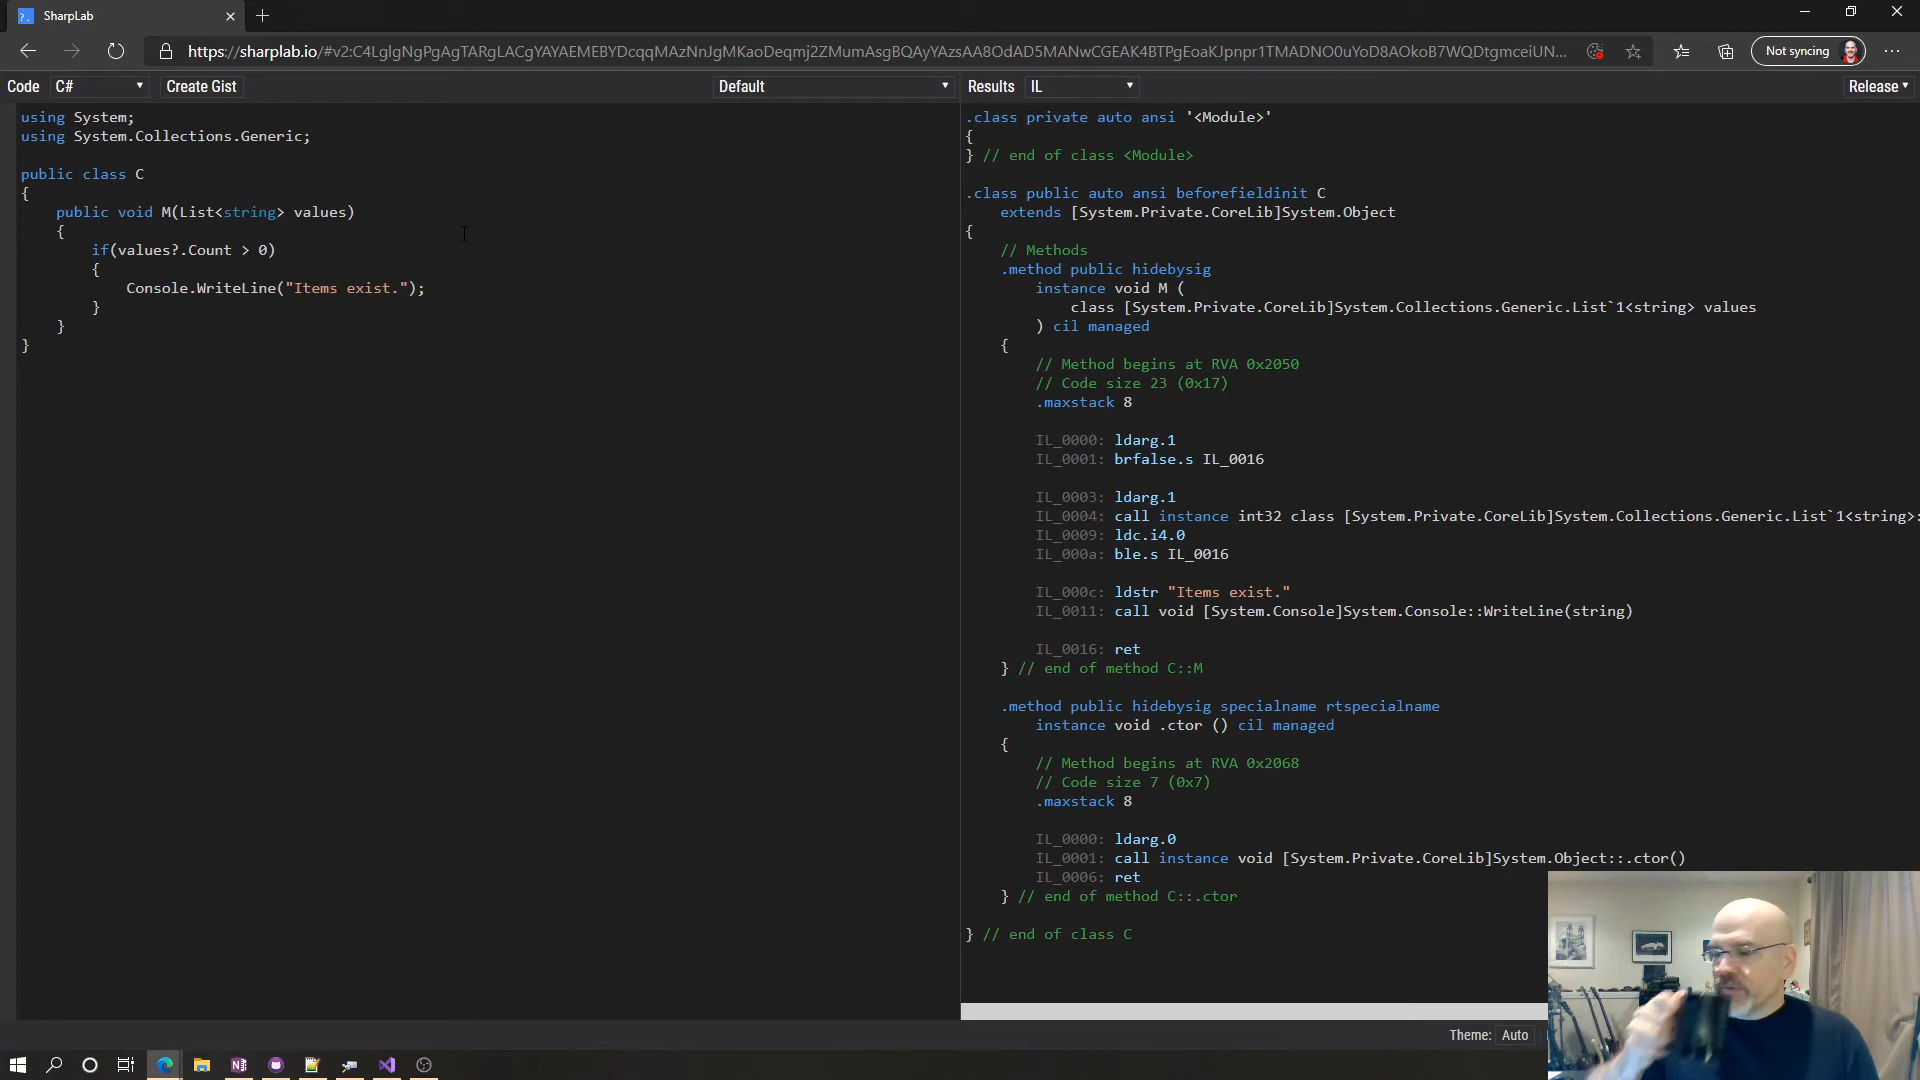 SharpLab
https://sharplab.io/#v2:C4LglgNgPgAgTARgLACgYAYAEMEBYDcqqMAzNnJgMKaoDeqmj2ZMumAsgBQAyYAzsAA8OdAD5MANwCGEAK4BTPgEoaKJpnpr1TMADNO0uYoD8AOkoB7WQDtgmceiUN...
Not syncing
Code C# Create Gist Default Results IL Release
using System;
using System.Collections.Generic;
public class C
{
public void M(List<string> values)
{
if(values?.Count > 0)
{
Console.WriteLine("Items exist.");
}
}
}
.class private auto ansi '<Module>'
{
} // end of class <Module>
.class public auto ansi beforefieldinit C
extends [System.Private.CoreLib]System.Object
{
// Methods
.method public hidebysig
instance void M (
class [System.Private.CoreLib]System.Collections.Generic.List`1<string> values
) cil managed
{
// Method begins at RVA 0x2050
// Code size 23 (0x17)
.maxstack 8
IL_0000: ldarg.1
IL_0001: brfalse.s IL_0016
IL_0003: ldarg.1
IL_0004: call instance int32 class [System.Private.CoreLib]System.Collections.Generic.List`1<string>:
IL_0009: ldc.i4.0
IL_000a: ble.s IL_0016
IL_000c: ldstr "Items exist."
IL_0011: call void [System.Console]System.Console::WriteLine(string)
IL_0016: ret
} // end of method C::M
.method public hidebysig specialname rtspecialname
instance void .ctor () cil managed
{
// Method begins at RVA 0x2068
// Code size 7 (0x7)
.maxstack 8
IL_0000: ldarg.0
IL_0001: call instance void [System.Private.CoreLib]System.Object::.ctor()
IL_0006: ret
} // end of method C::.ctor
} // end of class C
Theme: Auto